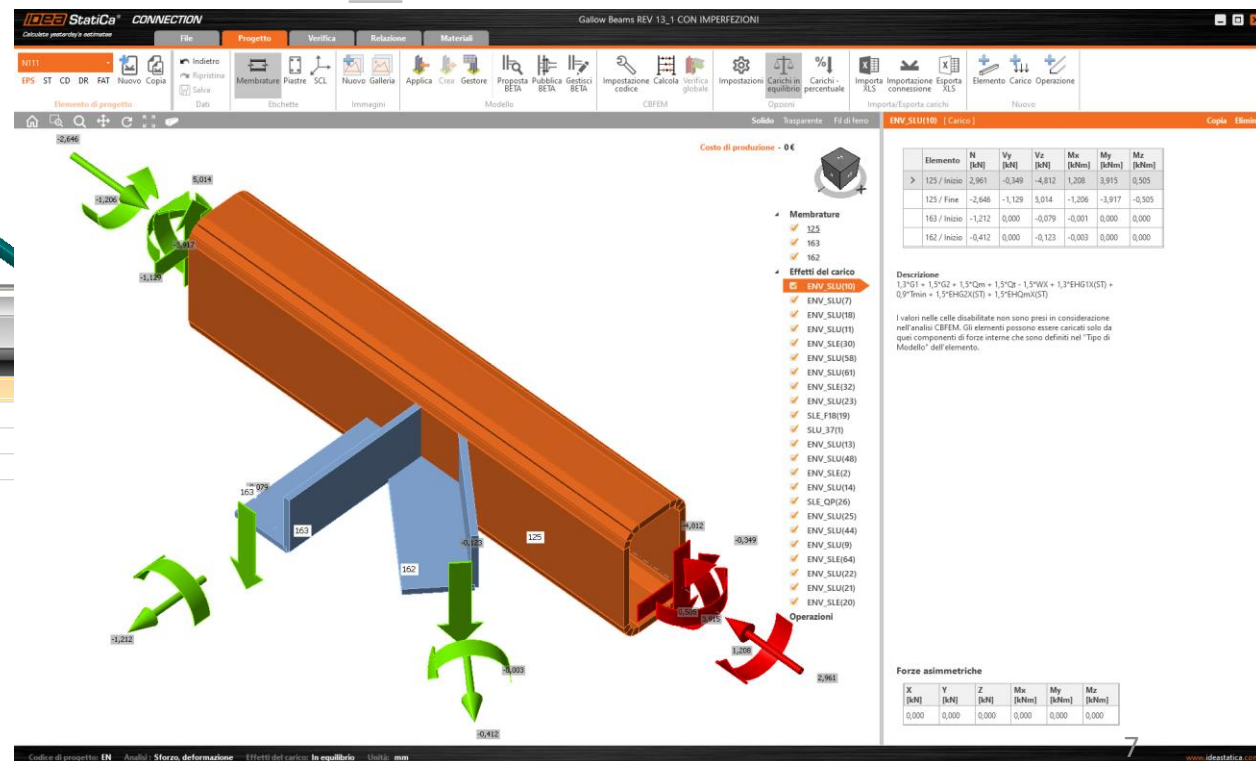 IDEA StatiCa® CONNECTION
Calculate yesterday's estimates
Gallow Beams REV 13_1 CON IMPERFEZIONI
File Progetto Verifica Relazione Materiali
N111
EPS ST CD DR FAT
Nuovo Copia
Indietro
Ripristina
Salva
Membrature Piastre SCL
Nuovo Galleria
Applica Crea Gestore
Proposta BETA Pubblica BETA Gestisci BETA
Impostazione codice Calcola Verifica globale
Impostazioni Carichi in equilibrio Carichi - percentuale
Importa XLS Importazione connessione Esporta XLS
Elemento Carico Operazione
Elemento di progetto Dati Etichette Immagini Modello CBFEM Opzioni Importa/Esporta carichi Nuovo
Solido Trasparente Fil di ferro
ENV_SLU(10) [ Carico ] Copia Elimin
Costo di produzione - 0 €
-2,646
5,014
-1,206
-3,917
-1,129
163
-0,079
163
-0,123
162
125
-4,012
-0,349
0,505
3,915
1,208
2,961
-1,212
-0,003
-0,412
Membrature
125
163
162
Effetti del carico
ENV_SLU(10)
ENV_SLU(7)
ENV_SLU(18)
ENV_SLU(11)
ENV_SLE(30)
ENV_SLU(58)
ENV_SLU(61)
ENV_SLE(32)
ENV_SLU(23)
SLE_F18(19)
SLU_37(1)
ENV_SLU(13)
ENV_SLU(48)
ENV_SLE(2)
ENV_SLU(14)
SLE_QP(26)
ENV_SLU(25)
ENV_SLU(44)
ENV_SLU(9)
ENV_SLE(64)
ENV_SLU(22)
ENV_SLU(21)
ENV_SLE(20)
Operazioni
Elemento N [kN] Vy [kN] Vz [kN] Mx [kNm] My [kNm] Mz [kNm]
> 125 / Inizio 2,961 -0,349 -4,812 1,208 3,915 0,505
125 / Fine -2,646 -1,129 5,014 -1,206 -3,917 -0,505
163 / Inizio -1,212 0,000 -0,079 -0,001 0,000 0,000
162 / Inizio -0,412 0,000 -0,123 -0,003 0,000 0,000
Descrizione
1,3*G1 + 1,5*G2 + 1,5*Qm + 1,5*Qt - 1,5*WX + 1,3*EHG1X(ST) +
0,9*Tmin + 1,5*EHG2X(ST) + 1,5*EHQmX(ST)
I valori nelle celle disabilitate non sono presi in considerazione
nell'analisi CBFEM. Gli elementi possono essere caricati solo da
quei componenti di forze interne che sono definiti nel "Tipo di
Modello" dell'elemento.
Forze asimmetriche
X [kN] Y [kN] Z [kN] Mx [kNm] My [kNm] Mz [kNm]
0,000 0,000 0,000 0,000 0,000 0,000
7
Codice di progetto: EN Analisi: Sforzo, deformazione Effetti del carico: In equilibrio Unità: mm
www.ideastatica.com